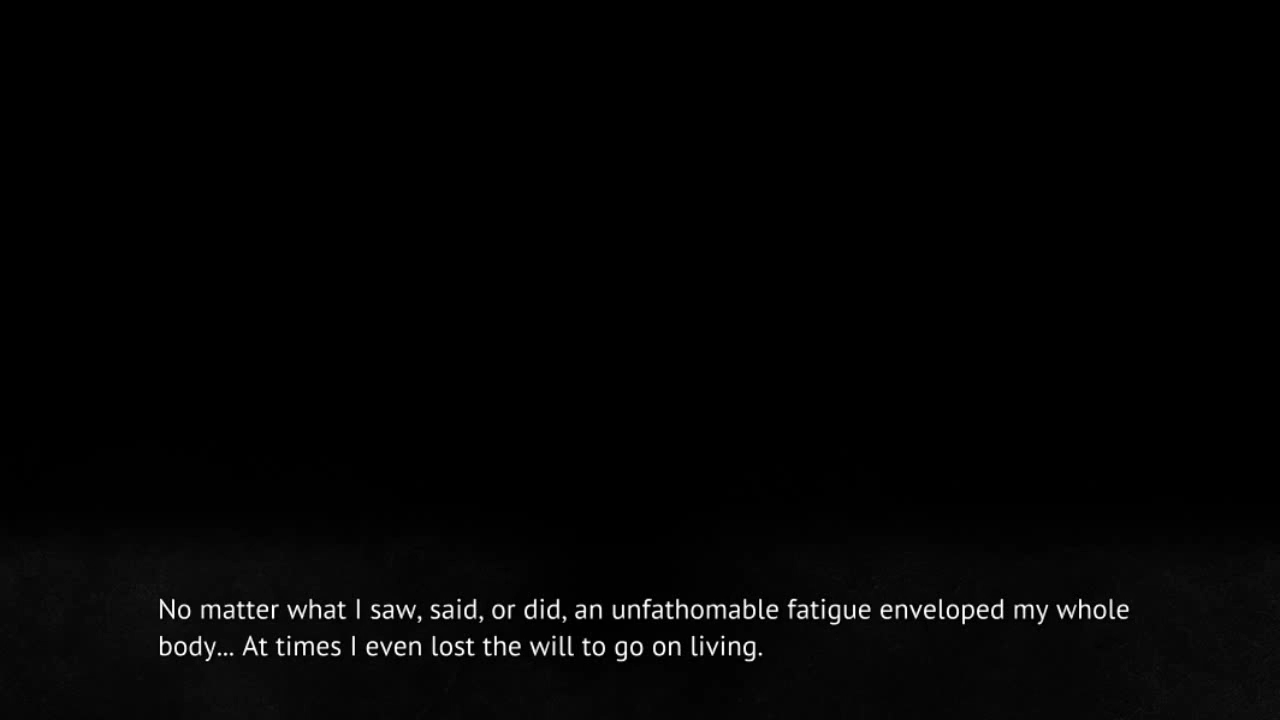 No matter what I saw, said, or did, an unfathomable fatigue enveloped my whole
body... At times I even lost the will to go on living.